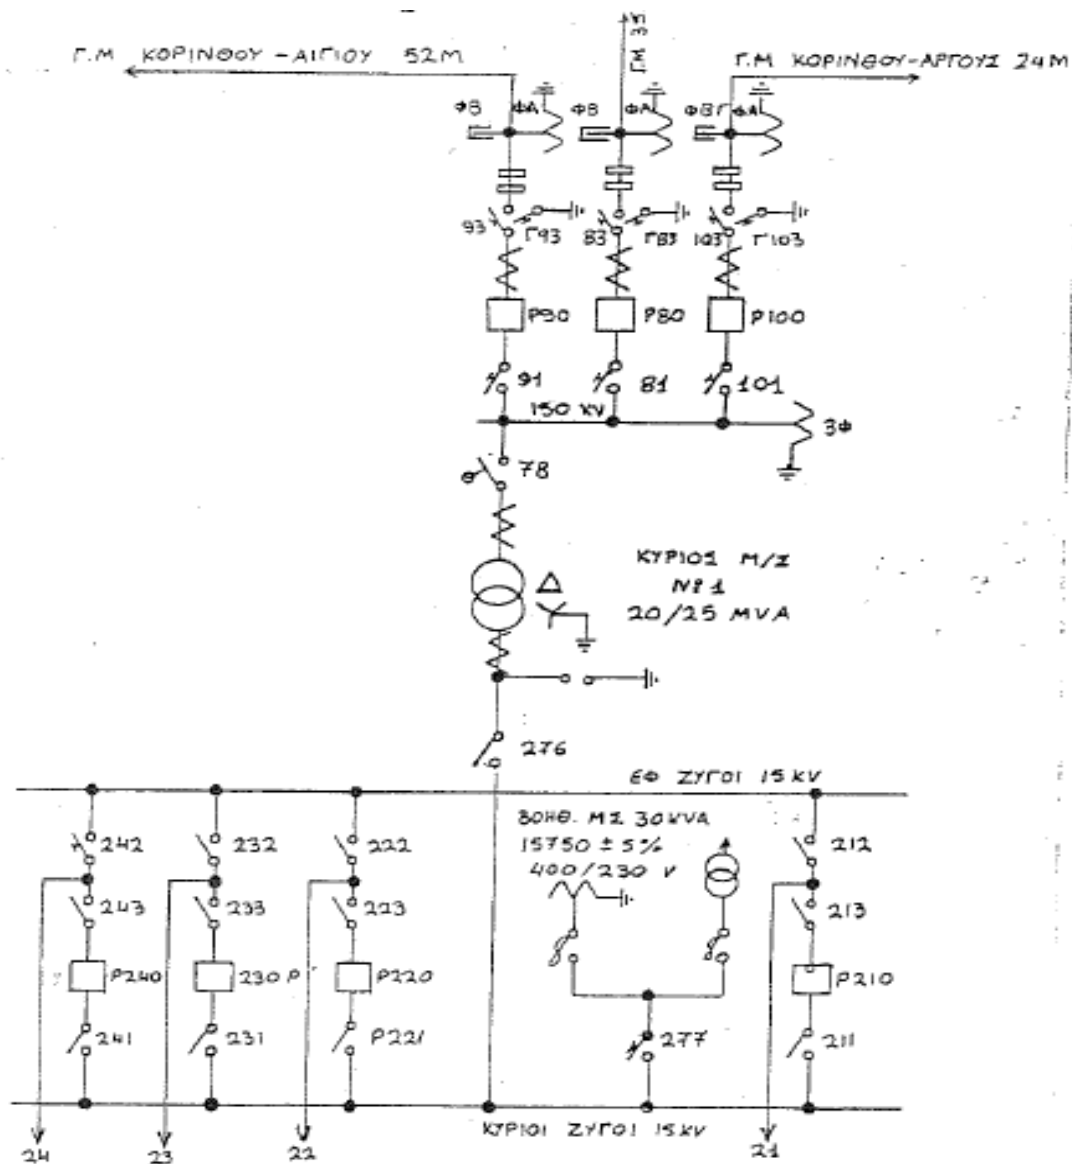 Γ.Μ ΚΟΡΙΝΘΟΥ - ΑΙΓΙΟΥ 52Μ
Γ.Μ
Γ.Μ ΚΟΡΙΝΘΟΥ-ΑΡΓΟΥΣ 24Μ
ΦΒ ΦΑ ΦΒ ΦΑ ΦΒΓ ΦΑ
93 Γ93 83 Γ83 103 Γ103
Ρ90 Ρ80 Ρ100
91 81 101
150 KV
3Φ
78
ΚΥΡΙΟΣ Μ/Σ
Νº 1
20/25 MVA
Δ
276
ΕΦ ΖΥΓΟΙ 15 KV
ΒΟΗΘ. ΜΣ 30 KVA
15750 ± 5%
400/230 V
242 232 222 212
243 233 223 213
Ρ240 230 Ρ Ρ220 Ρ210
241 231 Ρ221 277 211
ΚΥΡΙΟΙ ΖΥΓΟΙ 15 KV
24 23 22 21